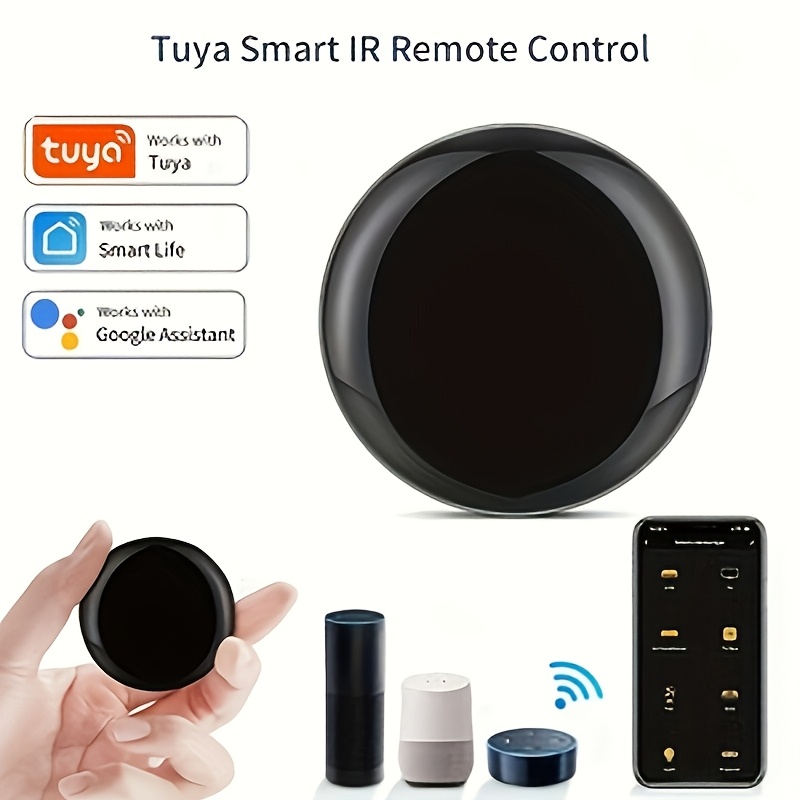 Tuya Smart IR Remote Control
tuya
Works with
Tuya
Works with
Smart Life
Works with
Google Assistant